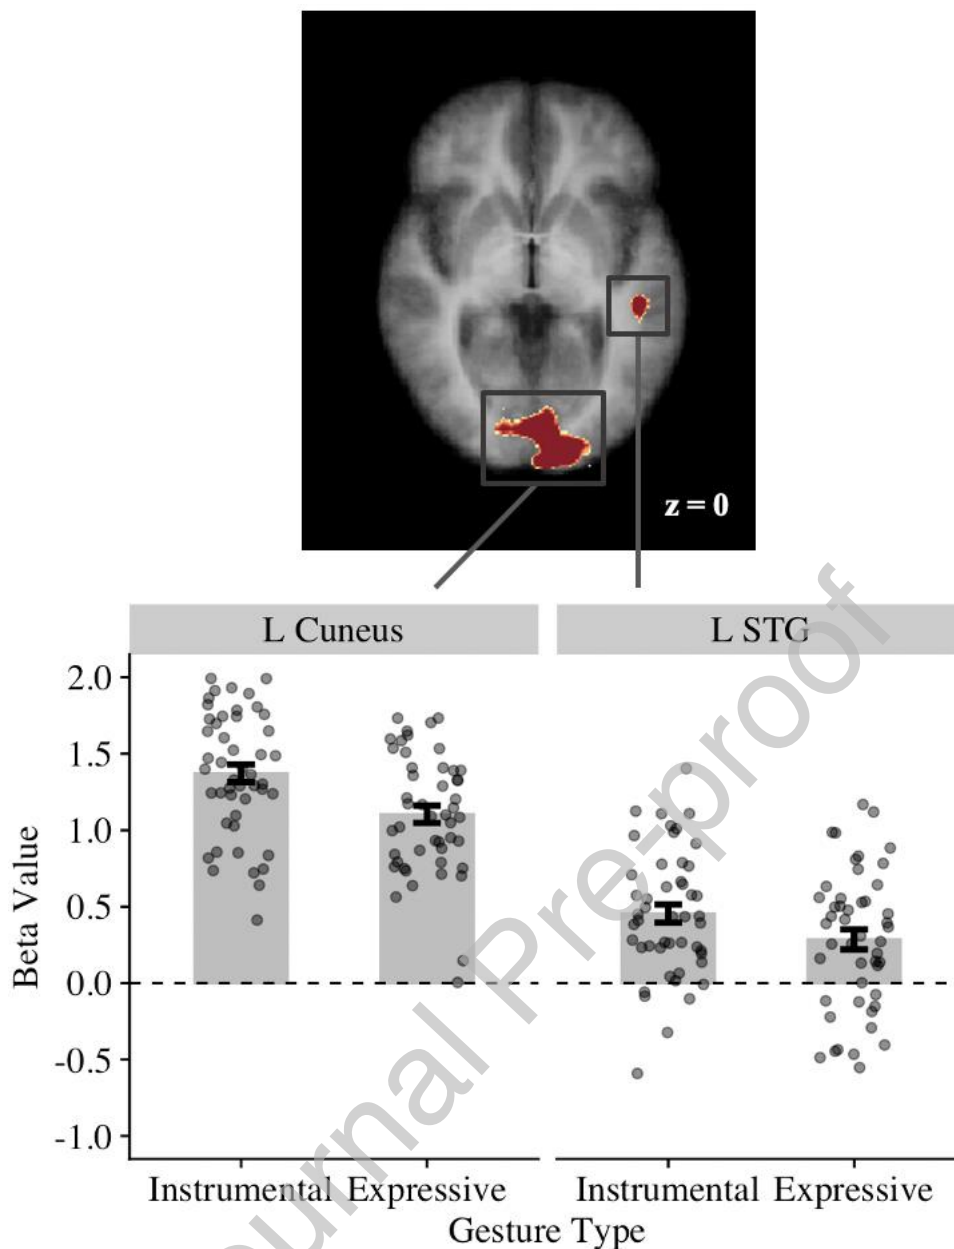 z = 0
L Cuneus
L STG
2.0
1.5
1.0
0.5
0.0
-0.5
-1.0
Beta Value
Instrumental Expressive
Instrumental Expressive
Gesture Type
urnal Pre-proof